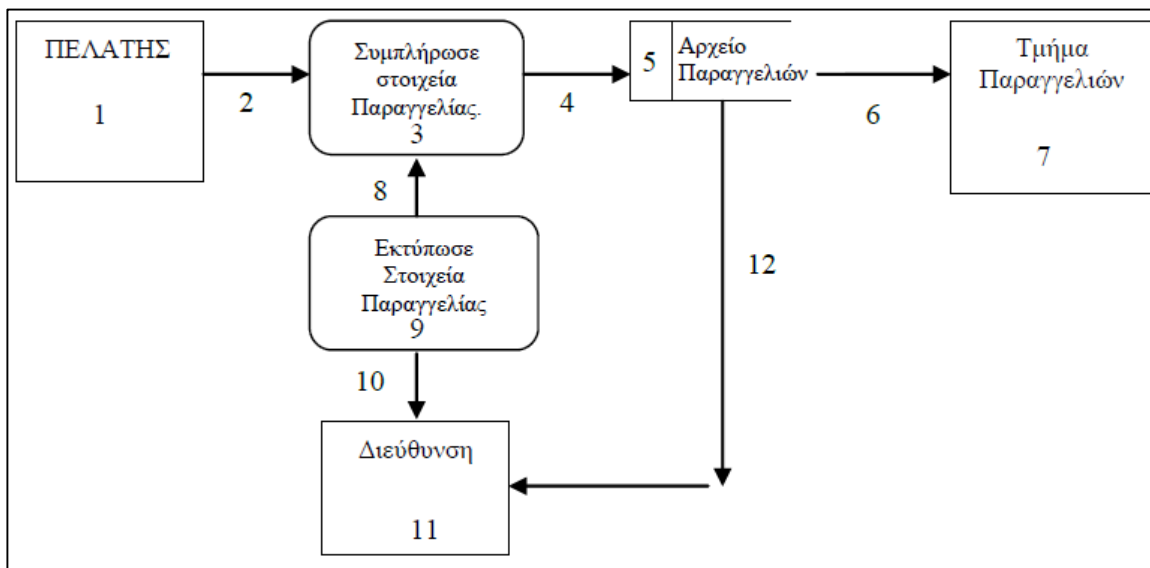 ΠΕΛΑΤΗΣ
1
2
Συμπλήρωσε
στοιχεία
Παραγγελίας.
3
4
5
Αρχείο
Παραγγελιών
6
Τμήμα
Παραγγελιών
7
8
Εκτύπωσε
Στοιχεία
Παραγγελίας
9
10
Διεύθυνση
11
12